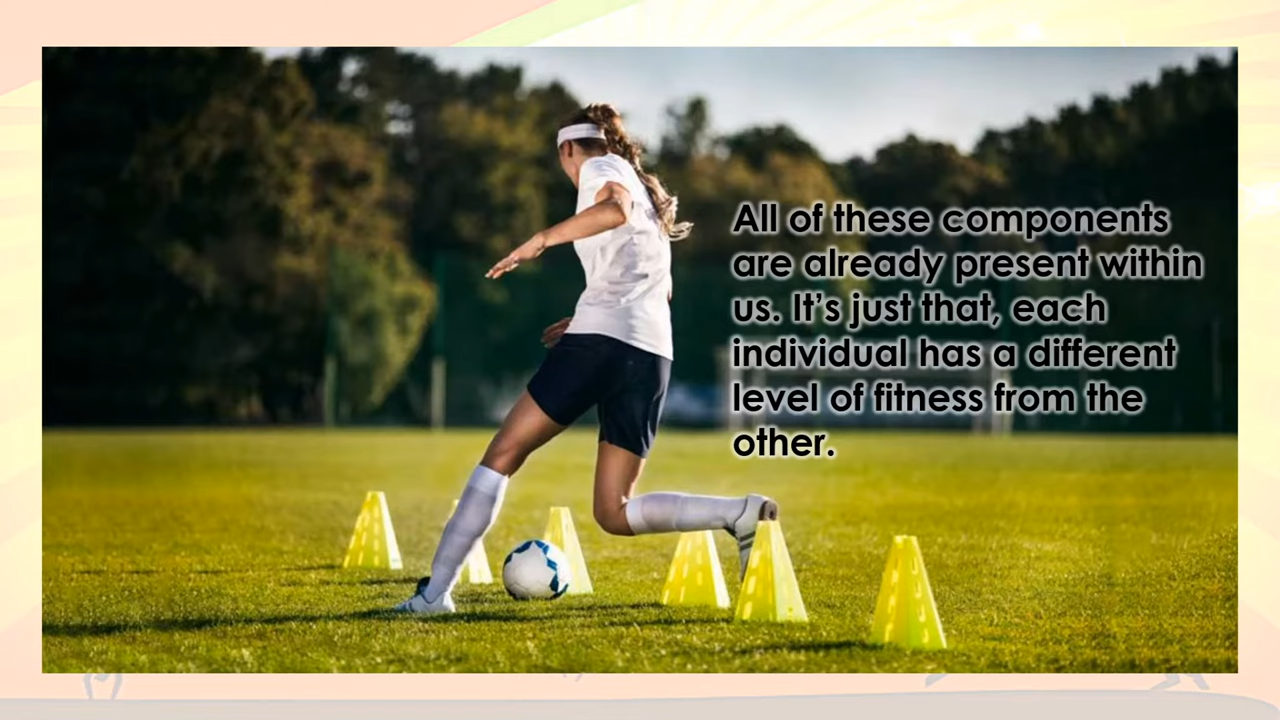 All of these components
are already present within
us. It’s just that, each
individual has a different
level of fitness from the
other.